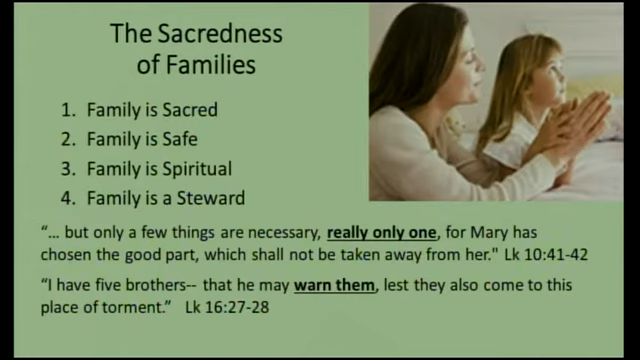 The Sacredness
of Families
1. Family is Sacred
2. Family is Safe
3. Family is Spiritual
4. Family is a Steward
“... but only a few things are necessary, really only one, for Mary has
chosen the good part, which shall not be taken away from her." Lk 10:41-42
“I have five brothers-- that he may warn them, lest they also come to this
place of torment.” Lk 16:27-28